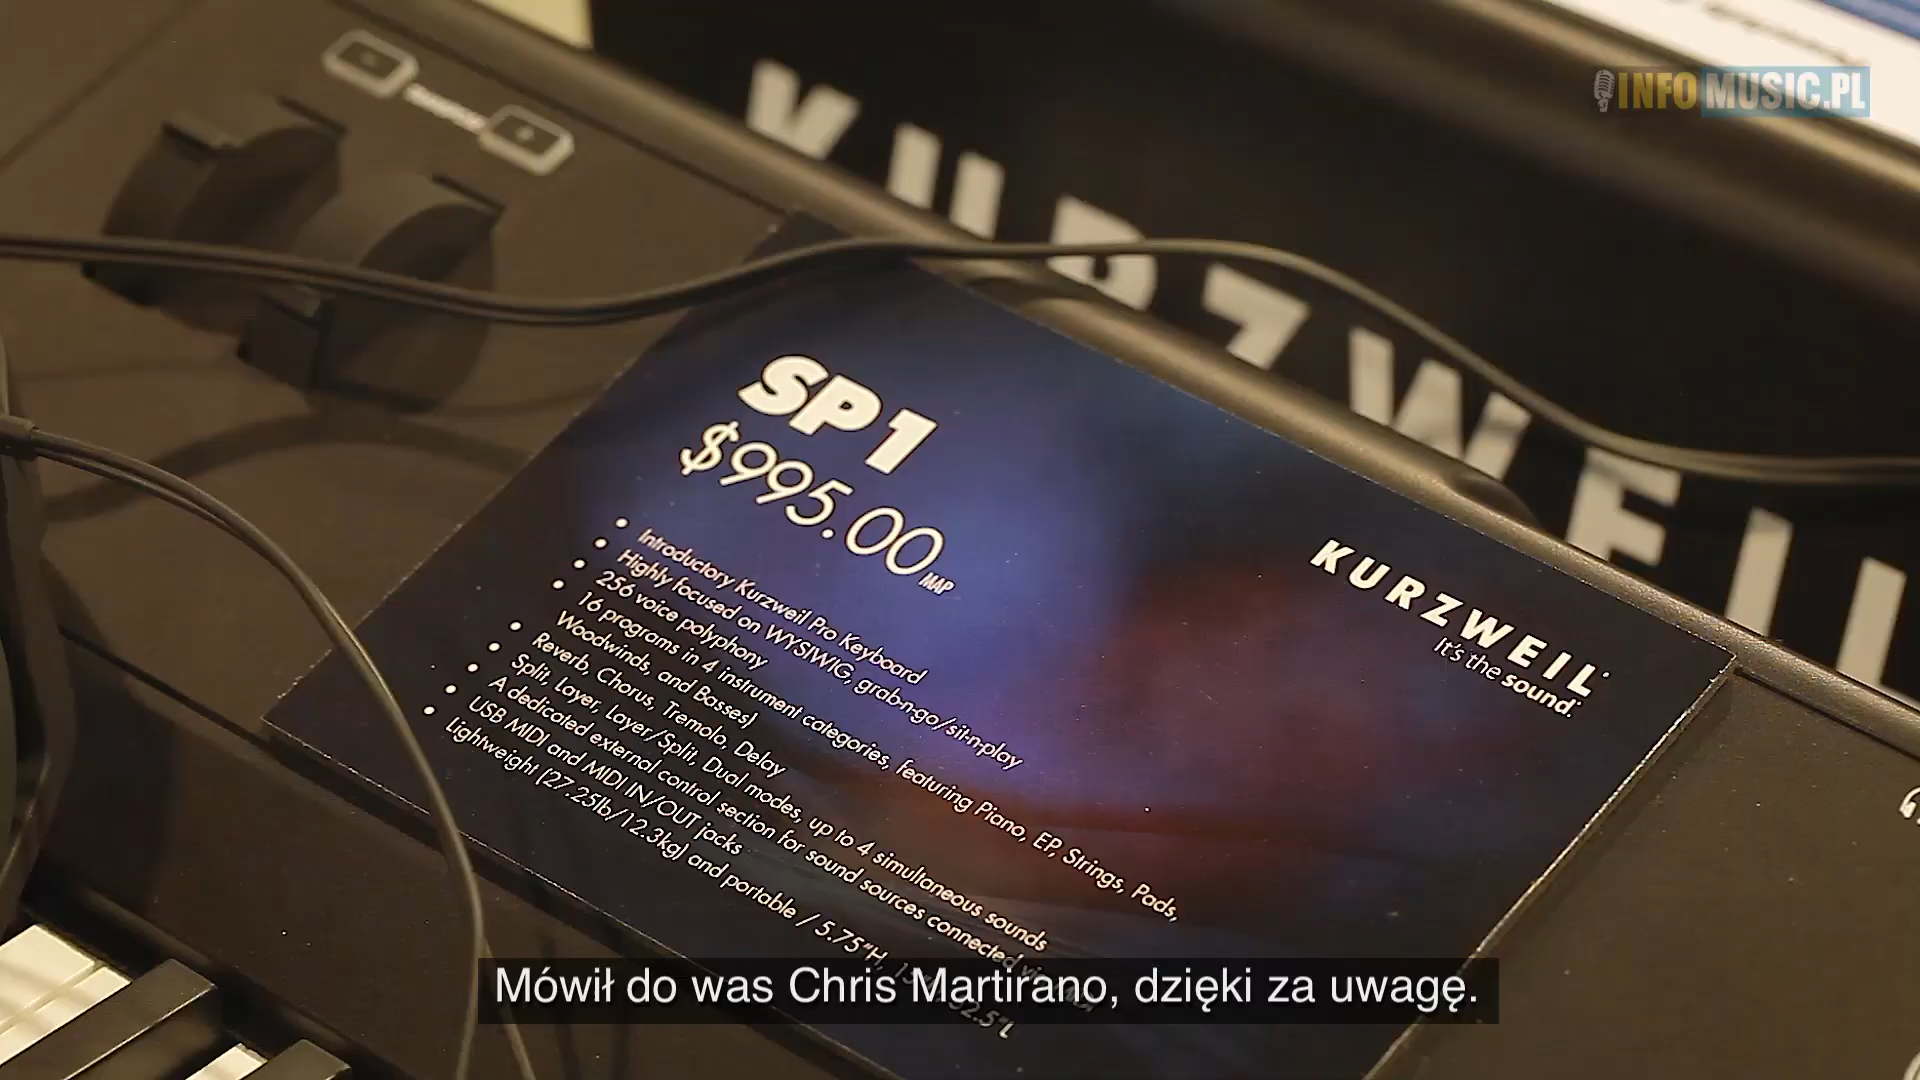 INFOMUSIC.PL
KURZWEIL
SP1
$995.00 MAP
KURZWEIL
It's the sound.
• Introductory Kurzweil Pro Keyboard
• Highly focused on WYSIWIG, grab-n-go/sit-n-play
• 256 voice polyphony
• 16 programs in 4 instrument categories, featuring Piano, EP, Strings, Pads,
Woodwinds, and Basses)
• Reverb, Chorus, Tremolo, Delay
• Split, Layer, Layer/Split, Dual modes, up to 4 simultaneous sounds
• A dedicated external control section for sound sources connected via
• USB MIDI and MIDI IN/OUT jacks
• Lightweight (27.25lb/12.3kg) and portable / 5.75"H,
Mówił do was Chris Martirano, dzięki za uwagę.